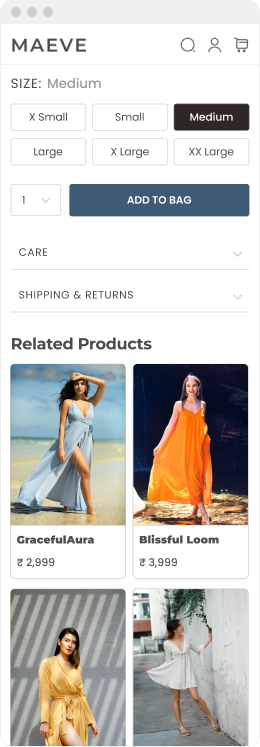 MAEVE
SIZE: Medium
X Small Small Medium
Large X Large XX Large
1 ADD TO BAG
CARE
SHIPPING & RETURNS
Related Products
GracefulAura Blissful Loom
₹ 2,999 ₹ 3,999